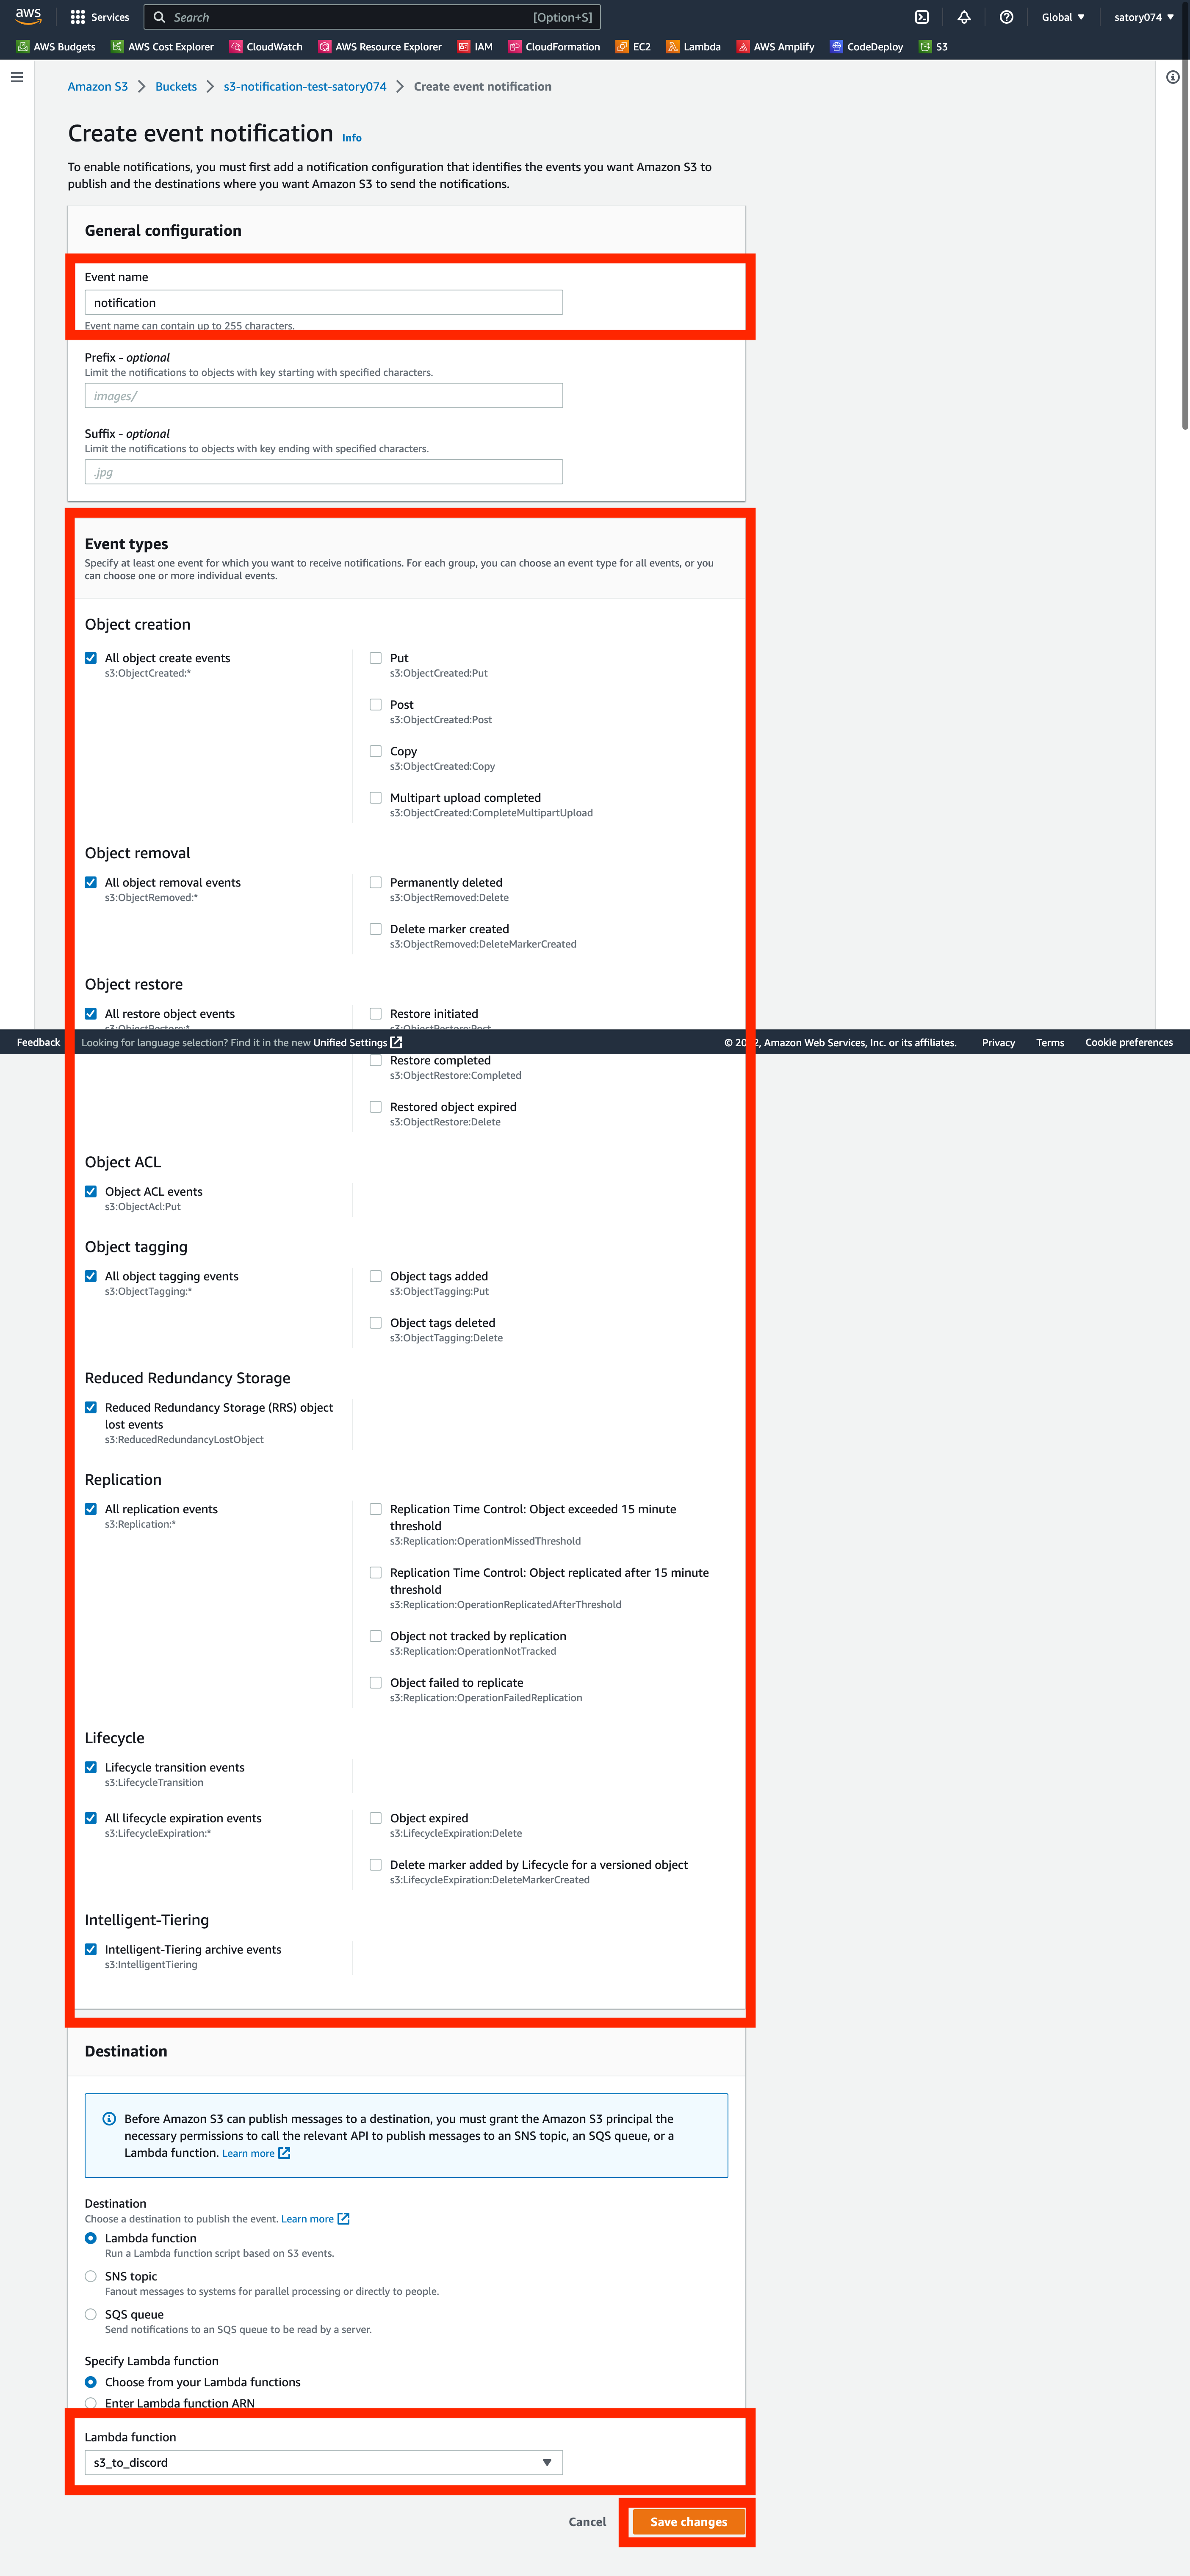 aws
Services
Search
[Option+S]
Global
satory074
AWS Budgets
AWS Cost Explorer
CloudWatch
AWS Resource Explorer
IAM
CloudFormation
EC2
Lambda
AWS Amplify
CodeDeploy
S3
Amazon S3 > Buckets > s3-notification-test-satory074 > Create event notification
Create event notification Info
To enable notifications, you must first add a notification configuration that identifies the events you want Amazon S3 to
publish and the destinations where you want Amazon S3 to send the notifications.
General configuration
Event name
notification
Event name can contain up to 255 characters.
Prefix - optional
Limit the notifications to objects with key starting with specified characters.
images/
Suffix - optional
Limit the notifications to objects with key ending with specified characters.
.jpg
Event types
Specify at least one event for which you want to receive notifications. For each group, you can choose an event type for all events, or you
can choose one or more individual events.
Object creation
All object create events
s3:ObjectCreated:*
Put
s3:ObjectCreated:Put
Post
s3:ObjectCreated:Post
Copy
s3:ObjectCreated:Copy
Multipart upload completed
s3:ObjectCreated:CompleteMultipartUpload
Object removal
All object removal events
s3:ObjectRemoved:*
Permanently deleted
s3:ObjectRemoved:Delete
Delete marker created
s3:ObjectRemoved:DeleteMarkerCreated
Object restore
All restore object events
s3:ObjectRestore:*
Restore initiated
s3:ObjectRestore:Post
Feedback
Looking for language selection? Find it in the new Unified Settings
© 2022, Amazon Web Services, Inc. or its affiliates.
Privacy
Terms
Cookie preferences
Restore completed
s3:ObjectRestore:Completed
Restored object expired
s3:ObjectRestore:Delete
Object ACL
Object ACL events
s3:ObjectAcl:Put
Object tagging
All object tagging events
s3:ObjectTagging:*
Object tags added
s3:ObjectTagging:Put
Object tags deleted
s3:ObjectTagging:Delete
Reduced Redundancy Storage
Reduced Redundancy Storage (RRS) object
lost events
s3:ReducedRedundancyLostObject
Replication
All replication events
s3:Replication:*
Replication Time Control: Object exceeded 15 minute
threshold
s3:Replication:OperationMissedThreshold
Replication Time Control: Object replicated after 15 minute
threshold
s3:Replication:OperationReplicatedAfterThreshold
Object not tracked by replication
s3:Replication:OperationNotTracked
Object failed to replicate
s3:Replication:OperationFailedReplication
Lifecycle
Lifecycle transition events
s3:LifecycleTransition
All lifecycle expiration events
s3:LifecycleExpiration:*
Object expired
s3:LifecycleExpiration:Delete
Delete marker added by Lifecycle for a versioned object
s3:LifecycleExpiration:DeleteMarkerCreated
Intelligent-Tiering
Intelligent-Tiering archive events
s3:IntelligentTiering
Destination
Before Amazon S3 can publish messages to a destination, you must grant the Amazon S3 principal the
necessary permissions to call the relevant API to publish messages to an SNS topic, an SQS queue, or a
Lambda function. Learn more
Destination
Choose a destination to publish the event. Learn more
Lambda function
Run a Lambda function script based on S3 events.
SNS topic
Fanout messages to systems for parallel processing or directly to people.
SQS queue
Send notifications to an SQS queue to be read by a server.
Specify Lambda function
Choose from your Lambda functions
Enter Lambda function ARN
Lambda function
s3_to_discord
Cancel
Save changes